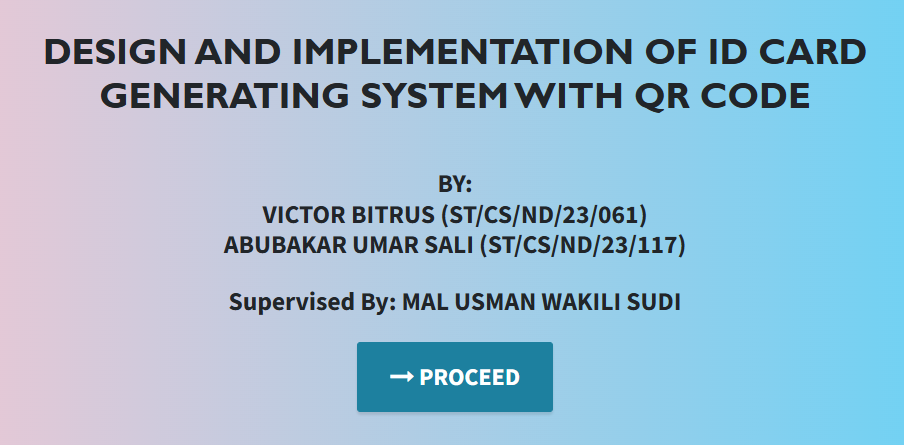 DESIGN AND IMPLEMENTATION OF ID CARD
GENERATING SYSTEM WITH QR CODE
BY:
VICTOR BITRUS (ST/CS/ND/23/061)
ABUBAKAR UMAR SALI (ST/CS/ND/23/117)
Supervised By: MAL USMAN WAKILI SUDI
PROCEED